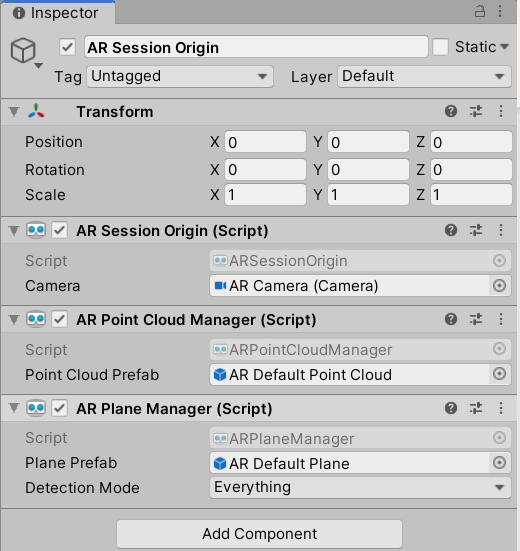 Inspector
AR Session Origin Static
Tag Untagged Layer Default
Transform
Position X 0 Y 0 Z 0
Rotation X 0 Y 0 Z 0
Scale X 1 Y 1 Z 1
AR Session Origin (Script)
Script ARSessionOrigin
Camera AR Camera (Camera)
AR Point Cloud Manager (Script)
Script ARPointCloudManager
Point Cloud Prefab AR Default Point Cloud
AR Plane Manager (Script)
Script ARPlaneManager
Plane Prefab AR Default Plane
Detection Mode Everything
Add Component